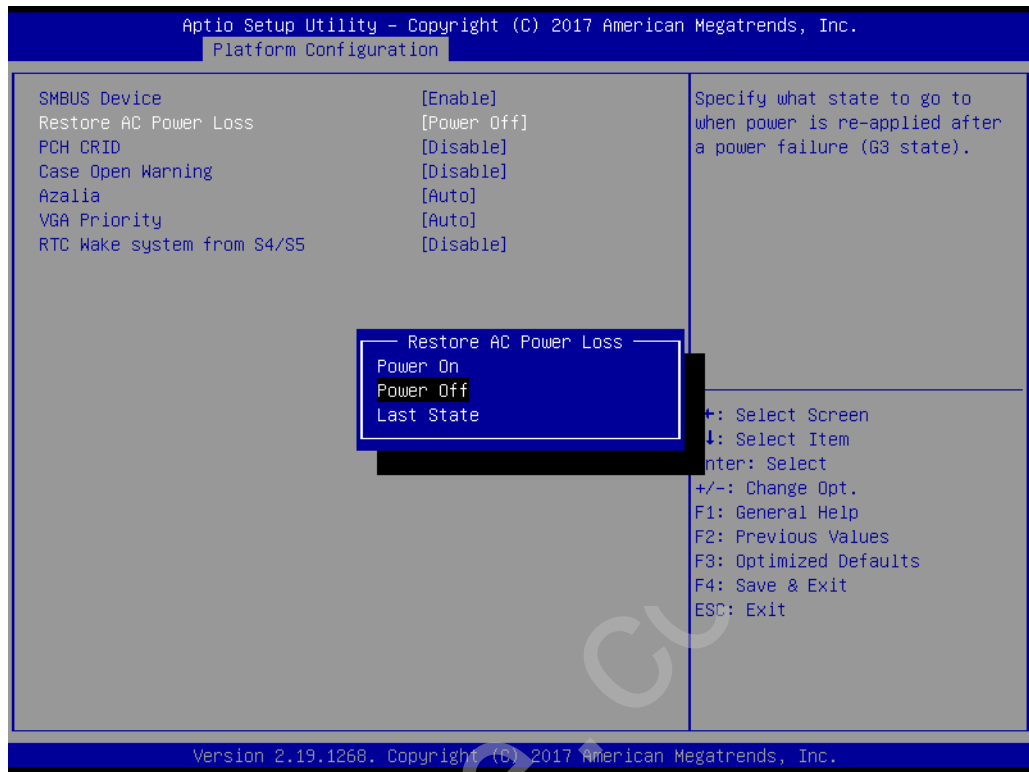 Aptio Setup Utility – Copyright (C) 2017 American Megatrends, Inc.
Platform Configuration
SMBUS Device [Enable]
Restore AC Power Loss [Power Off]
PCH CRID [Disable]
Case Open Warning [Disable]
Azalia [Auto]
VGA Priority [Auto]
RTC Wake system from S4/S5 [Disable]
Specify what state to go to
when power is re-applied after
a power failure (G3 state).
Restore AC Power Loss
Power On
Power Off
Last State
: Select Screen
: Select Item
nter: Select
+/-: Change Opt.
F1: General Help
F2: Previous Values
F3: Optimized Defaults
F4: Save & Exit
ESC: Exit
Version 2.19.1268. Copyright (C) 2017 American Megatrends, Inc.